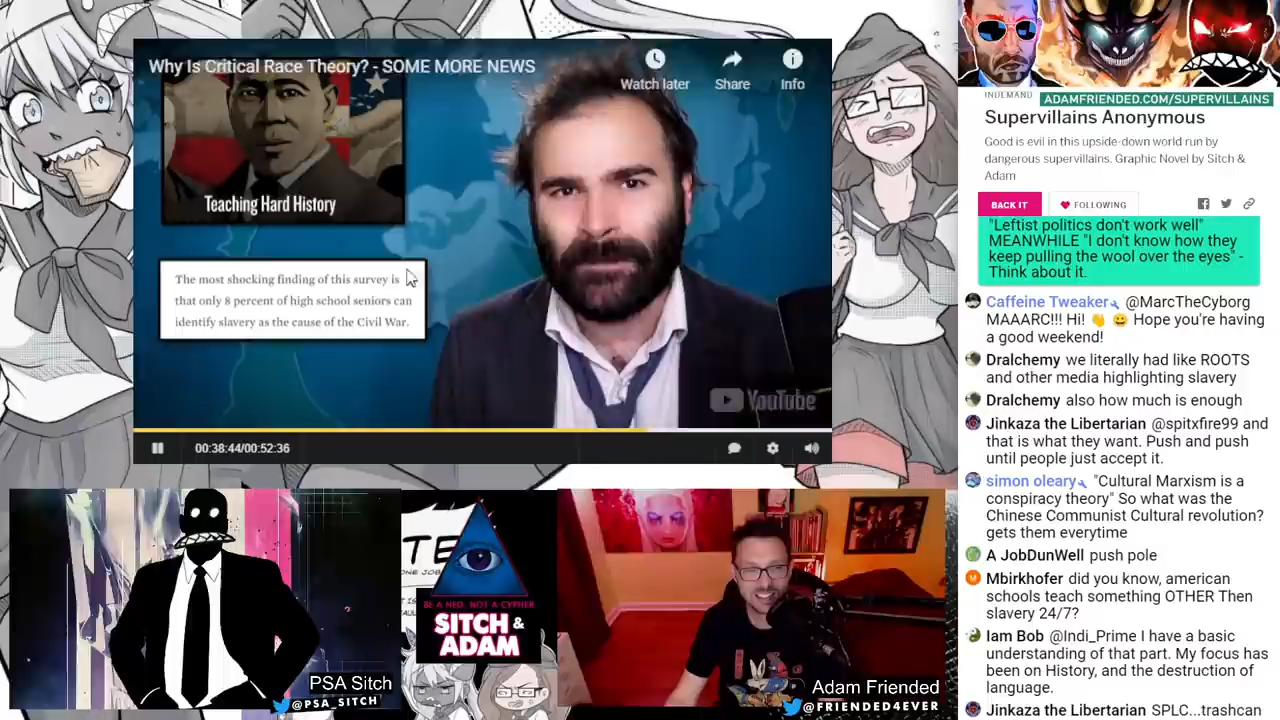 Why Is Critical Race Theory? - SOME MORE NEWS
Watch later
Share
Info
Teaching Hard History
The most shocking finding of this survey is
that only 8 percent of high school seniors can
identify slavery as the cause of the Civil War.
YouTube
00:38:44/00:52:36
BE A NEO, NOT A CYPHER
SITCH &
ADAM
PSA Sitch
@PSA_SITCH
Adam Friended
@FRIENDED4EVER
INDEMAND
ADAMFRIENDED.COM/SUPERVILLAINS
Supervillains Anonymous
Good is evil in this upside-down world run by
dangerous supervillains. Graphic Novel by Sitch &
Adam
BACK IT
FOLLOWING
"Leftist politics don't work well"
MEANWHILE "I don't know how they
keep pulling the wool over the eyes" -
Think about it.
Caffeine Tweaker @MarcTheCyborg
MAAARC!!! Hi! 👋 😀 Hope you're having
a good weekend!
Dralchemy we literally had like ROOTS
and other media highlighting slavery
Dralchemy also how much is enough
Jinkaza the Libertarian @spitxfire99 and
that is what they want. Push and push
until people just accept it.
simon oleary "Cultural Marxism is a
conspiracy theory" So what was the
Chinese Communist Cultural revolution?
gets them everytime
A JobDunWell push pole
Mbirkhofer did you know, american
schools teach something OTHER Then
slavery 24/7?
Iam Bob @Indi_Prime I have a basic
understanding of that part. My focus has
been on History, and the destruction of
language.
Jinkaza the Libertarian SPLC...trashcan